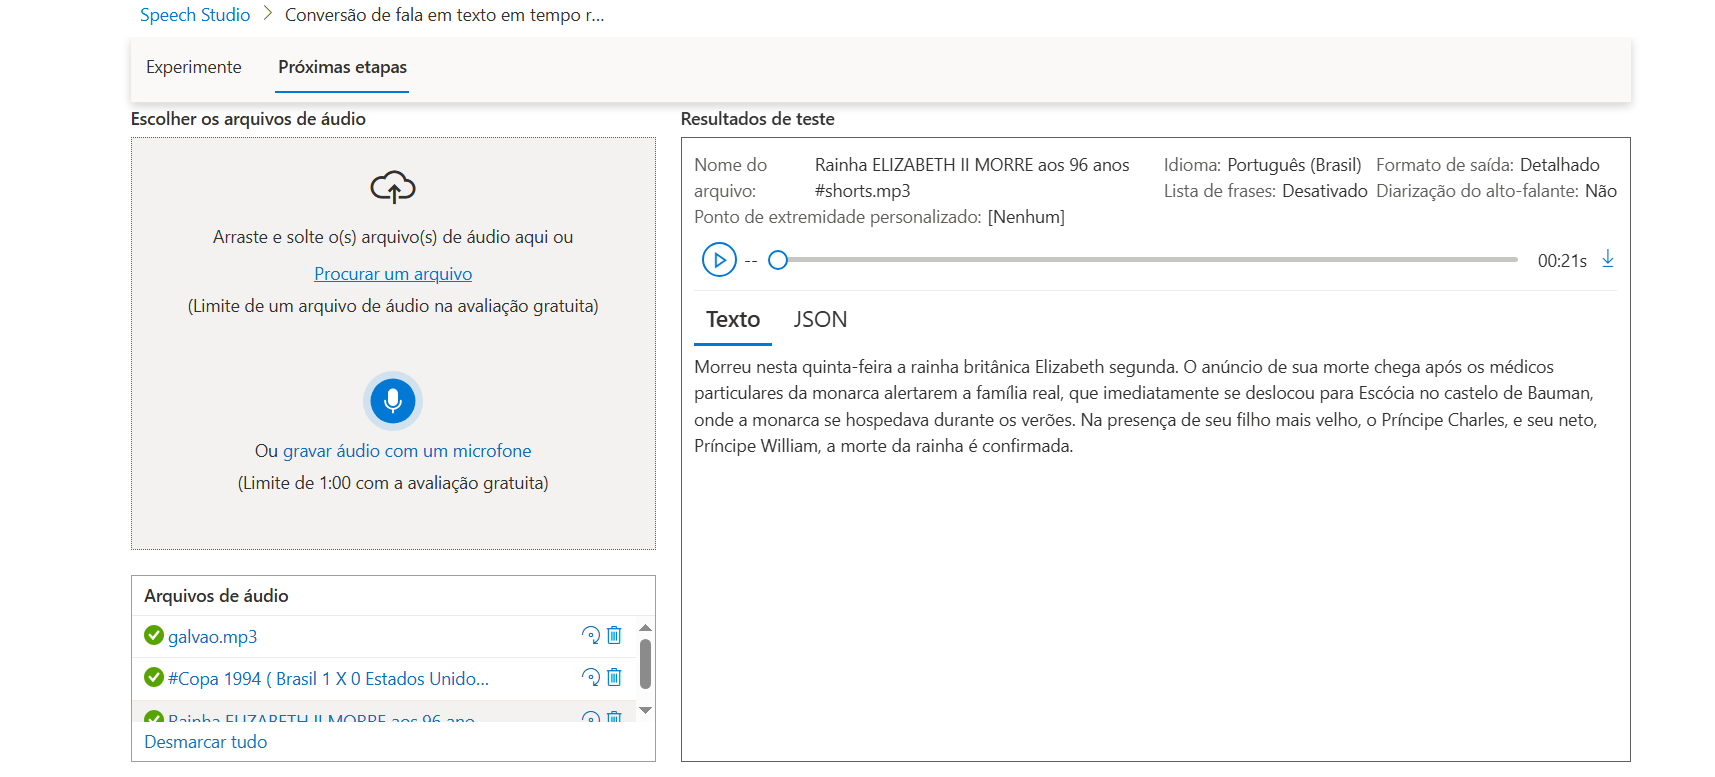 Speech Studio > Conversão de fala em texto em tempo r...
Experimente
Próximas etapas
Escolher os arquivos de áudio
Arraste e solte o(s) arquivo(s) de áudio aqui ou
Procurar um arquivo
(Limite de um arquivo de áudio na avaliação gratuita)
Ou gravar áudio com um microfone
(Limite de 1:00 com a avaliação gratuita)
Arquivos de áudio
galvao.mp3
#Copa 1994 ( Brasil 1 X 0 Estados Unido...
Rainha ELIZABETH II MORRE aos 96 ano...
Desmarcar tudo
Resultados de teste
Nome do arquivo: Rainha ELIZABETH II MORRE aos 96 anos #shorts.mp3
Idioma: Português (Brasil) Formato de saída: Detalhado
Lista de frases: Desativado Diarização do alto-falante: Não
Ponto de extremidade personalizado: [Nenhum]
-- 00:21s
Texto JSON
Morreu nesta quinta-feira a rainha britânica Elizabeth segunda. O anúncio de sua morte chega após os médicos
particulares da monarca alertarem a família real, que imediatamente se deslocou para Escócia no castelo de Bauman,
onde a monarca se hospedava durante os verões. Na presença de seu filho mais velho, o Príncipe Charles, e seu neto,
Príncipe William, a morte da rainha é confirmada.